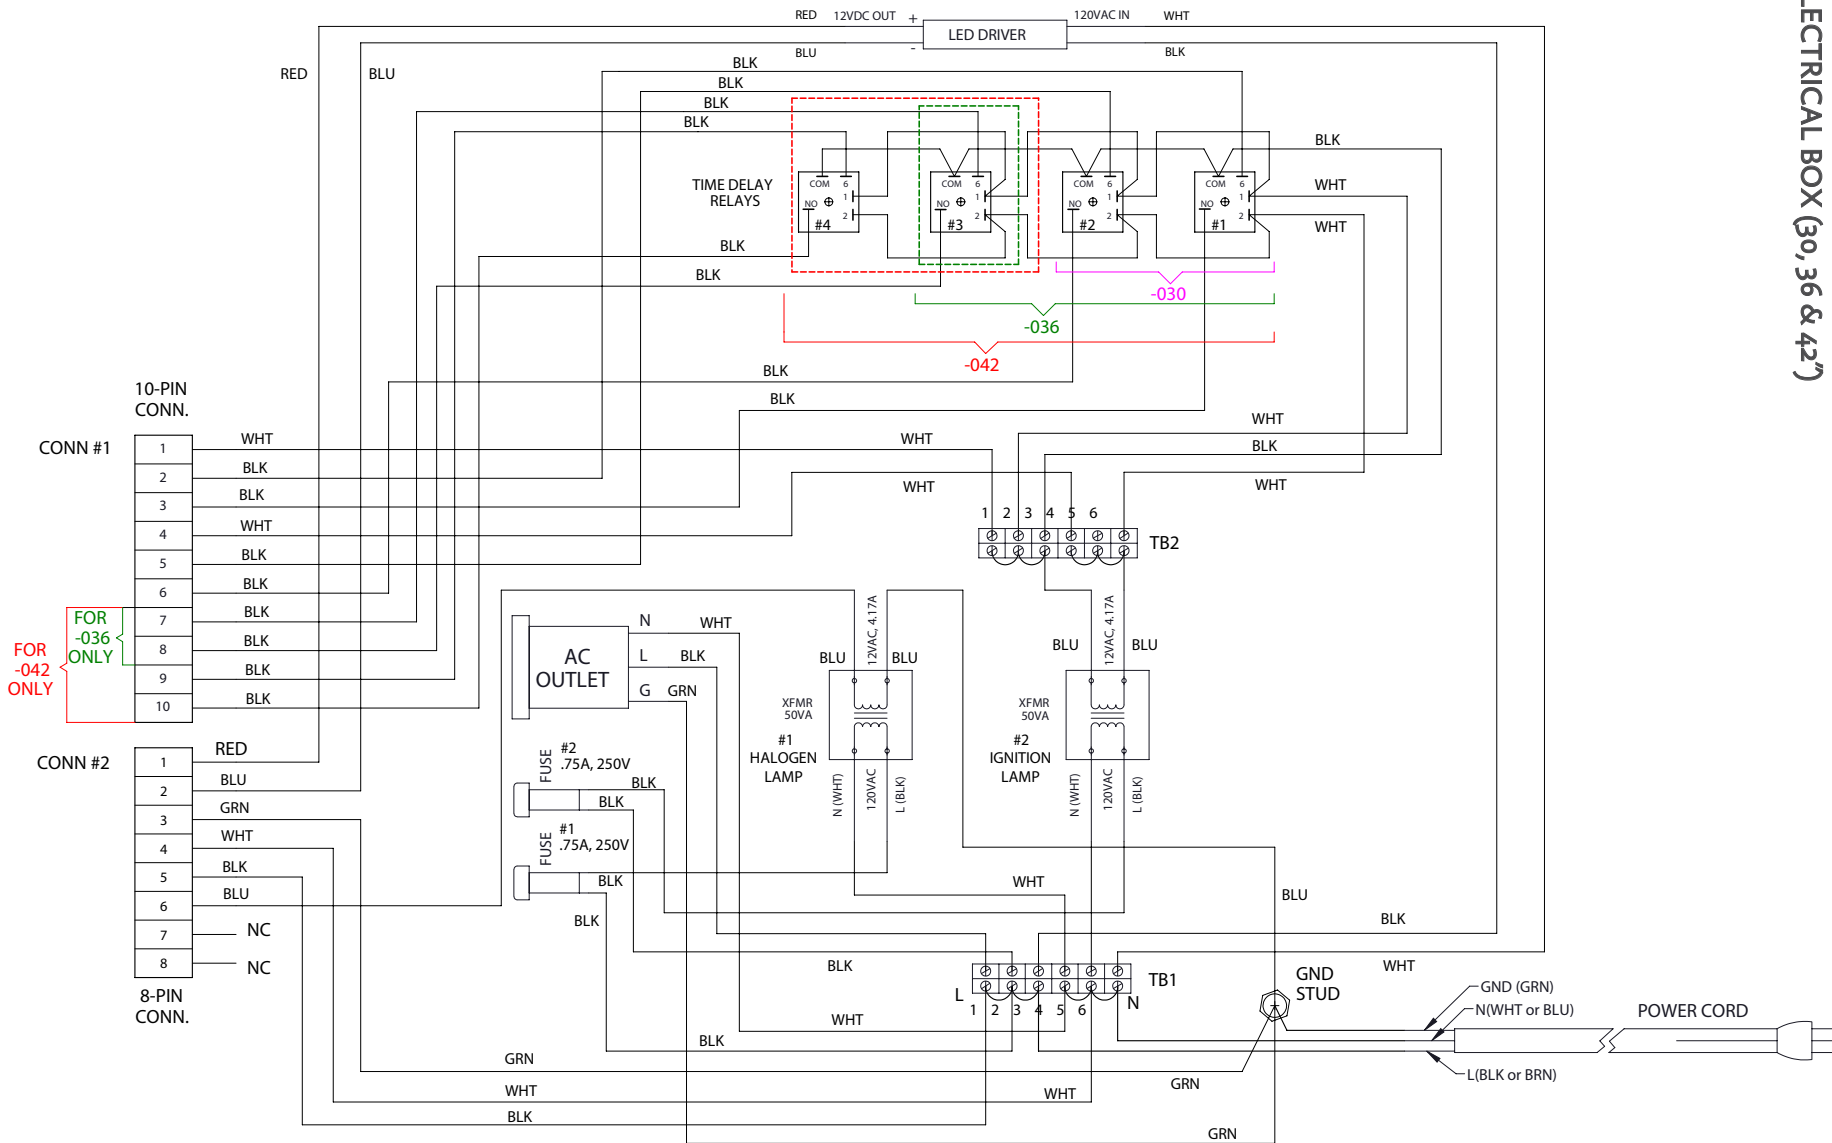 ELECTRICAL BOX (30, 36 & 42")
RED 12VDC OUT +
120VAC IN WHT
LED DRIVER
BLU -
BLK
RED
BLU
BLK
BLK
BLK
BLK
BLK
TIME DELAY
RELAYS
COM 6
1
NO
2
#4
COM 6
1
NO
2
#3
COM 6
1
NO
2
#2
COM 6
1
NO
2
#1
WHT
WHT
BLK
BLK
-030
-036
-042
BLK
BLK
10-PIN
CONN.
CONN #1
1 WHT
2 BLK
3 BLK
4 WHT
5 BLK
6 BLK
7 BLK
8 BLK
9 BLK
10 BLK
FOR
-036
ONLY
FOR
-042
ONLY
WHT
WHT
WHT
BLK
WHT
1 2 3 4 5 6
TB2
AC
OUTLET
N WHT
L BLK
G GRN
BLU
12VAC, 4.17A
BLU
XFMR
50VA
#1
HALOGEN
LAMP
N (WHT)
120VAC
L (BLK)
BLU
12VAC, 4.17A
BLU
XFMR
50VA
#2
IGNITION
LAMP
N (WHT)
120VAC
L (BLK)
CONN #2
1 RED
2 BLU
3 GRN
4 WHT
5 BLK
6 BLU
7 NC
8 NC
8-PIN
CONN.
FUSE
#2
.75A, 250V
BLK
BLK
FUSE
#1
.75A, 250V
BLK
BLK
WHT
BLU
BLK
BLK
WHT
L 1 2 3 4 5 6 N
TB1
GND
STUD
WHT
BLK
GRN
WHT
BLK
WHT
GRN
GRN
GND (GRN)
N(WHT or BLU)
L(BLK or BRN)
POWER CORD